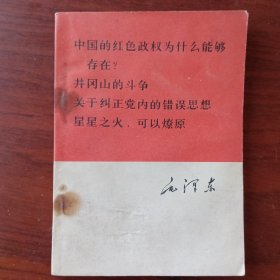 中国的红色政权为什么能够
存在?
井冈山的斗争
关于纠正党内的错误思想
星星之火,可以燎原
毛泽东